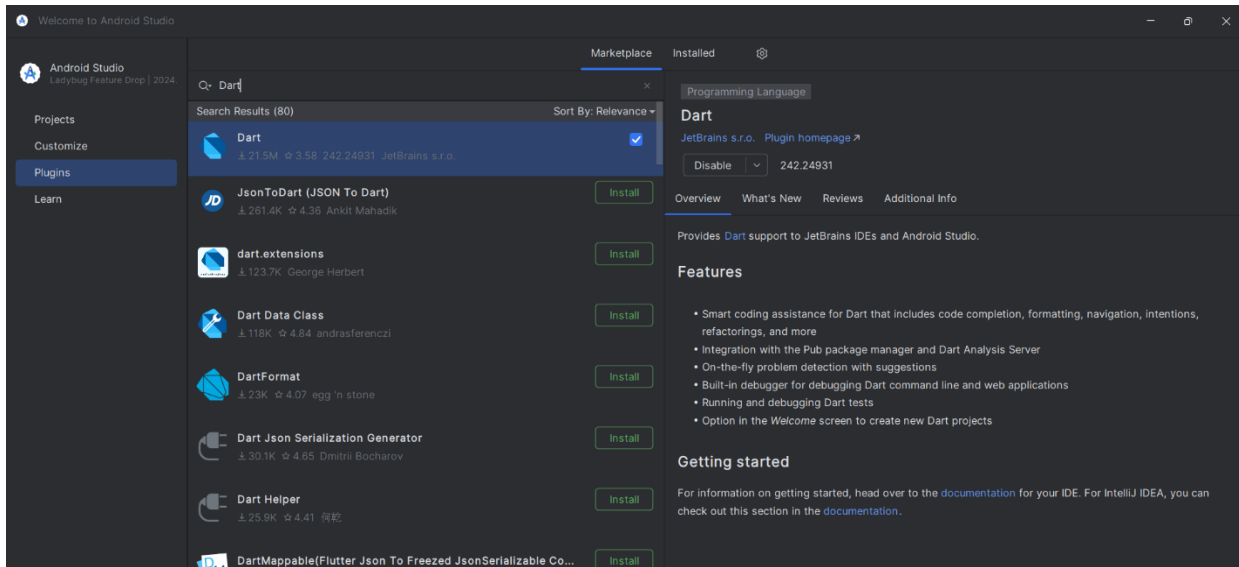 Welcome to Android Studio
Android Studio
Ladybug Feature Drop | 2024.
Projects
Customize
Plugins
Learn
Marketplace
Installed
Dart
Search Results (80)
Sort By: Relevance
Dart
21.5M 3.58 242.24931 JetBrains s.r.o.
JsonToDart (JSON To Dart)
Install
261.4K 4.36 Ankit Mahadik
dart.extensions
Install
123.7K George Herbert
Dart Data Class
Install
118K 4.84 andrasferenczi
DartFormat
Install
23K 4.07 egg 'n stone
Dart Json Serialization Generator
Install
30.1K 4.65 Dmitrii Bocharov
Dart Helper
Install
25.9K 4.41 何乾
DartMappable(Flutter Json To Freezed JsonSerializable Co...
Install
Programming Language
Dart
JetBrains s.r.o. Plugin homepage
Disable
242.24931
Overview What's New Reviews Additional Info
Provides Dart support to JetBrains IDEs and Android Studio.
Features
• Smart coding assistance for Dart that includes code completion, formatting, navigation, intentions,
refactorings, and more
• Integration with the Pub package manager and Dart Analysis Server
• On-the-fly problem detection with suggestions
• Built-in debugger for debugging Dart command line and web applications
• Running and debugging Dart tests
• Option in the Welcome screen to create new Dart projects
Getting started
For information on getting started, head over to the documentation for your IDE. For IntelliJ IDEA, you can
check out this section in the documentation.